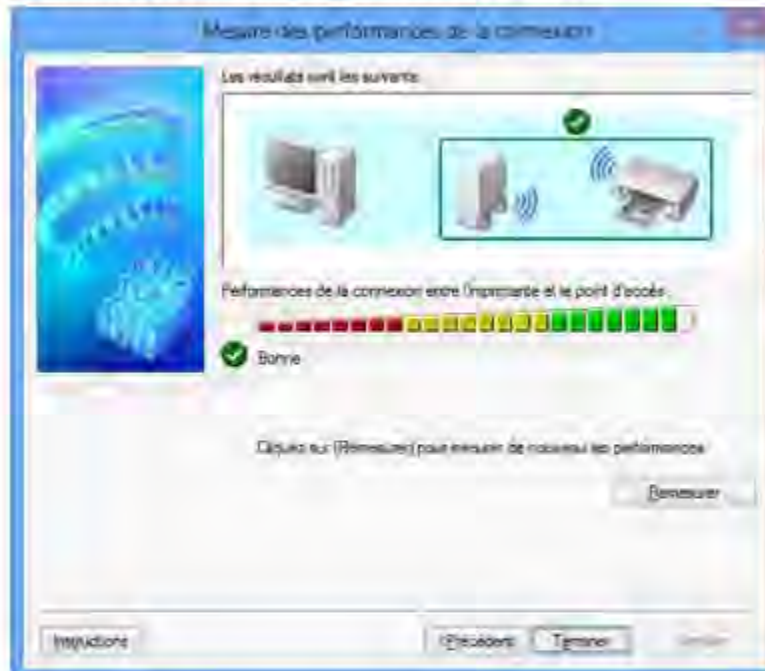 Mesure des performances de la connexion
Les résultats sont les suivants
Performances de la connexion entre l'imprimante et le point d'accès
Bonne
Cliquez sur [Remesurer] pour mesurer de nouveau les performances
Remesurer
Instructions
<Précédent
Terminer